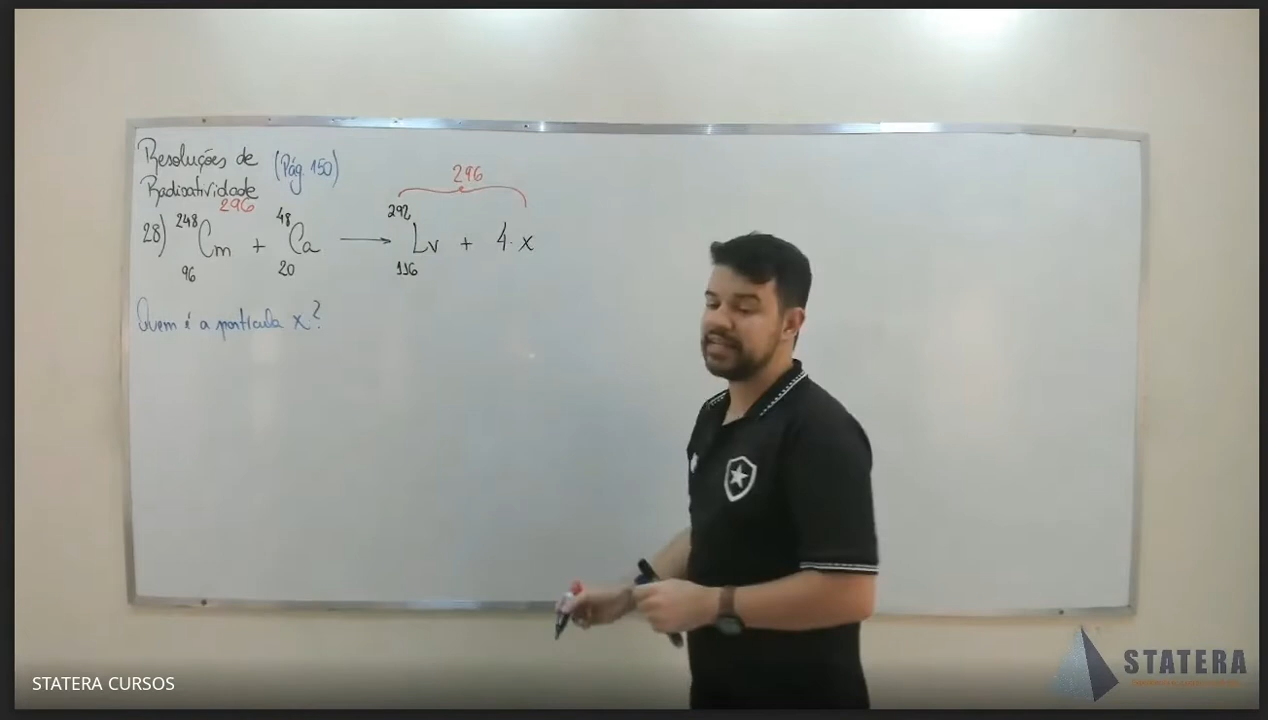 Resoluções de (Pág. 150)
Radioatividade
296
296
28) 248 96 Cm + 48 20 Ca → 292 116 Lv + 4·x
Quem é a partícula x?
STATERA CURSOS
STATERA